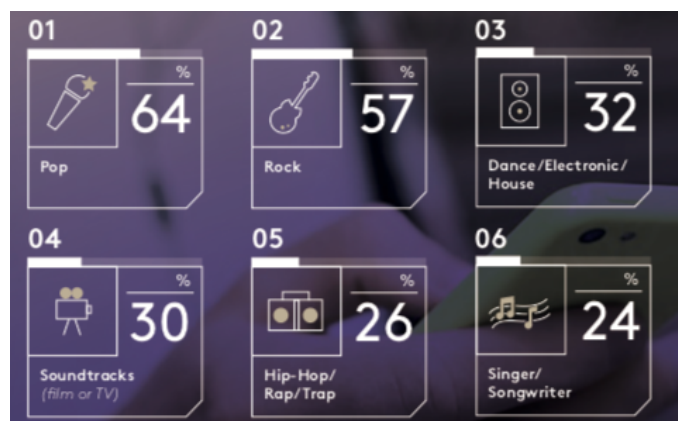 01
%
64
Pop
02
%
57
Rock
03
%
32
Dance/Electronic/
House
04
%
30
Soundtracks
(film or TV)
05
%
26
Hip-Hop/
Rap/Trap
06
%
24
Singer/
Songwriter